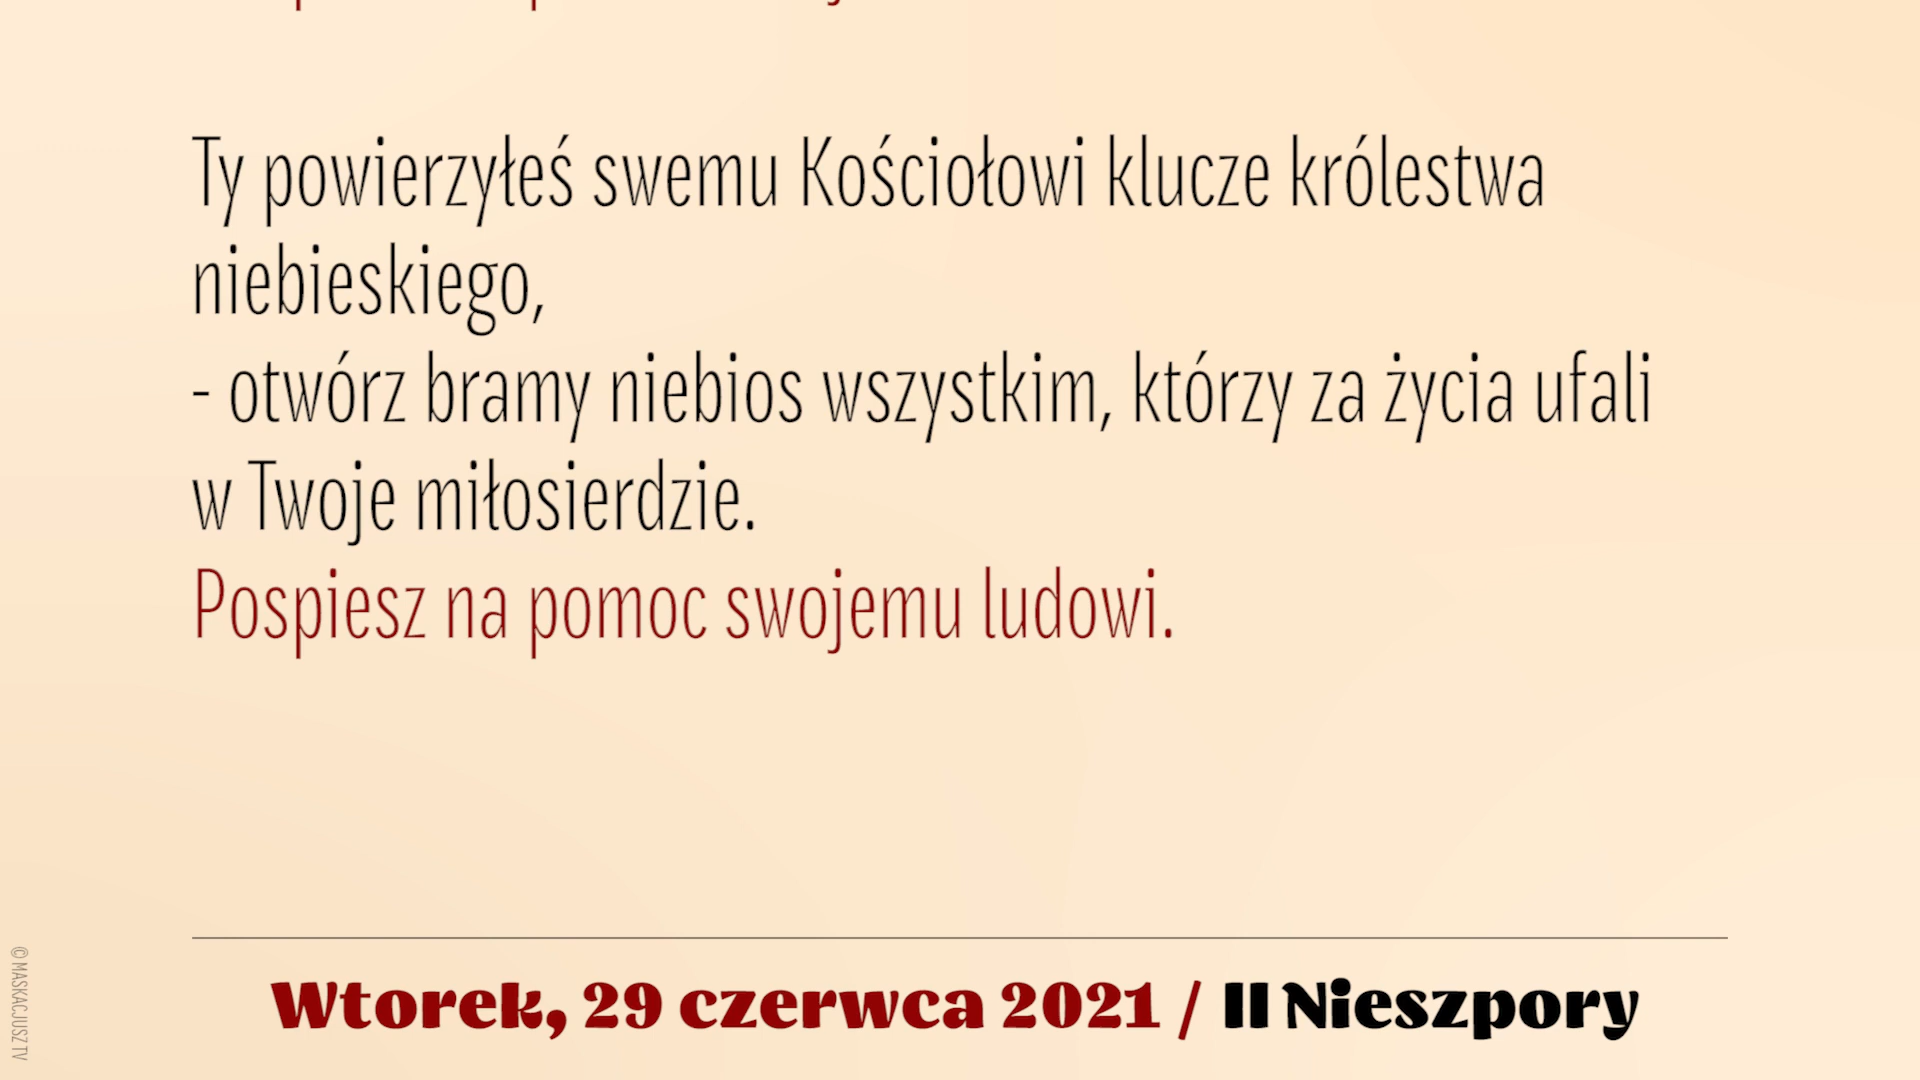 Ty powierzyłeś swemu Kościołowi klucze królestwa
niebieskiego,
- otwórz bramy niebios wszystkim, którzy za życia ufali
w Twoje miłosierdzie.
Pospiesz na pomoc swojemu ludowi.
Wtorek, 29 czerwca 2021 / II Nieszpory
© MASKACJUSZ TV